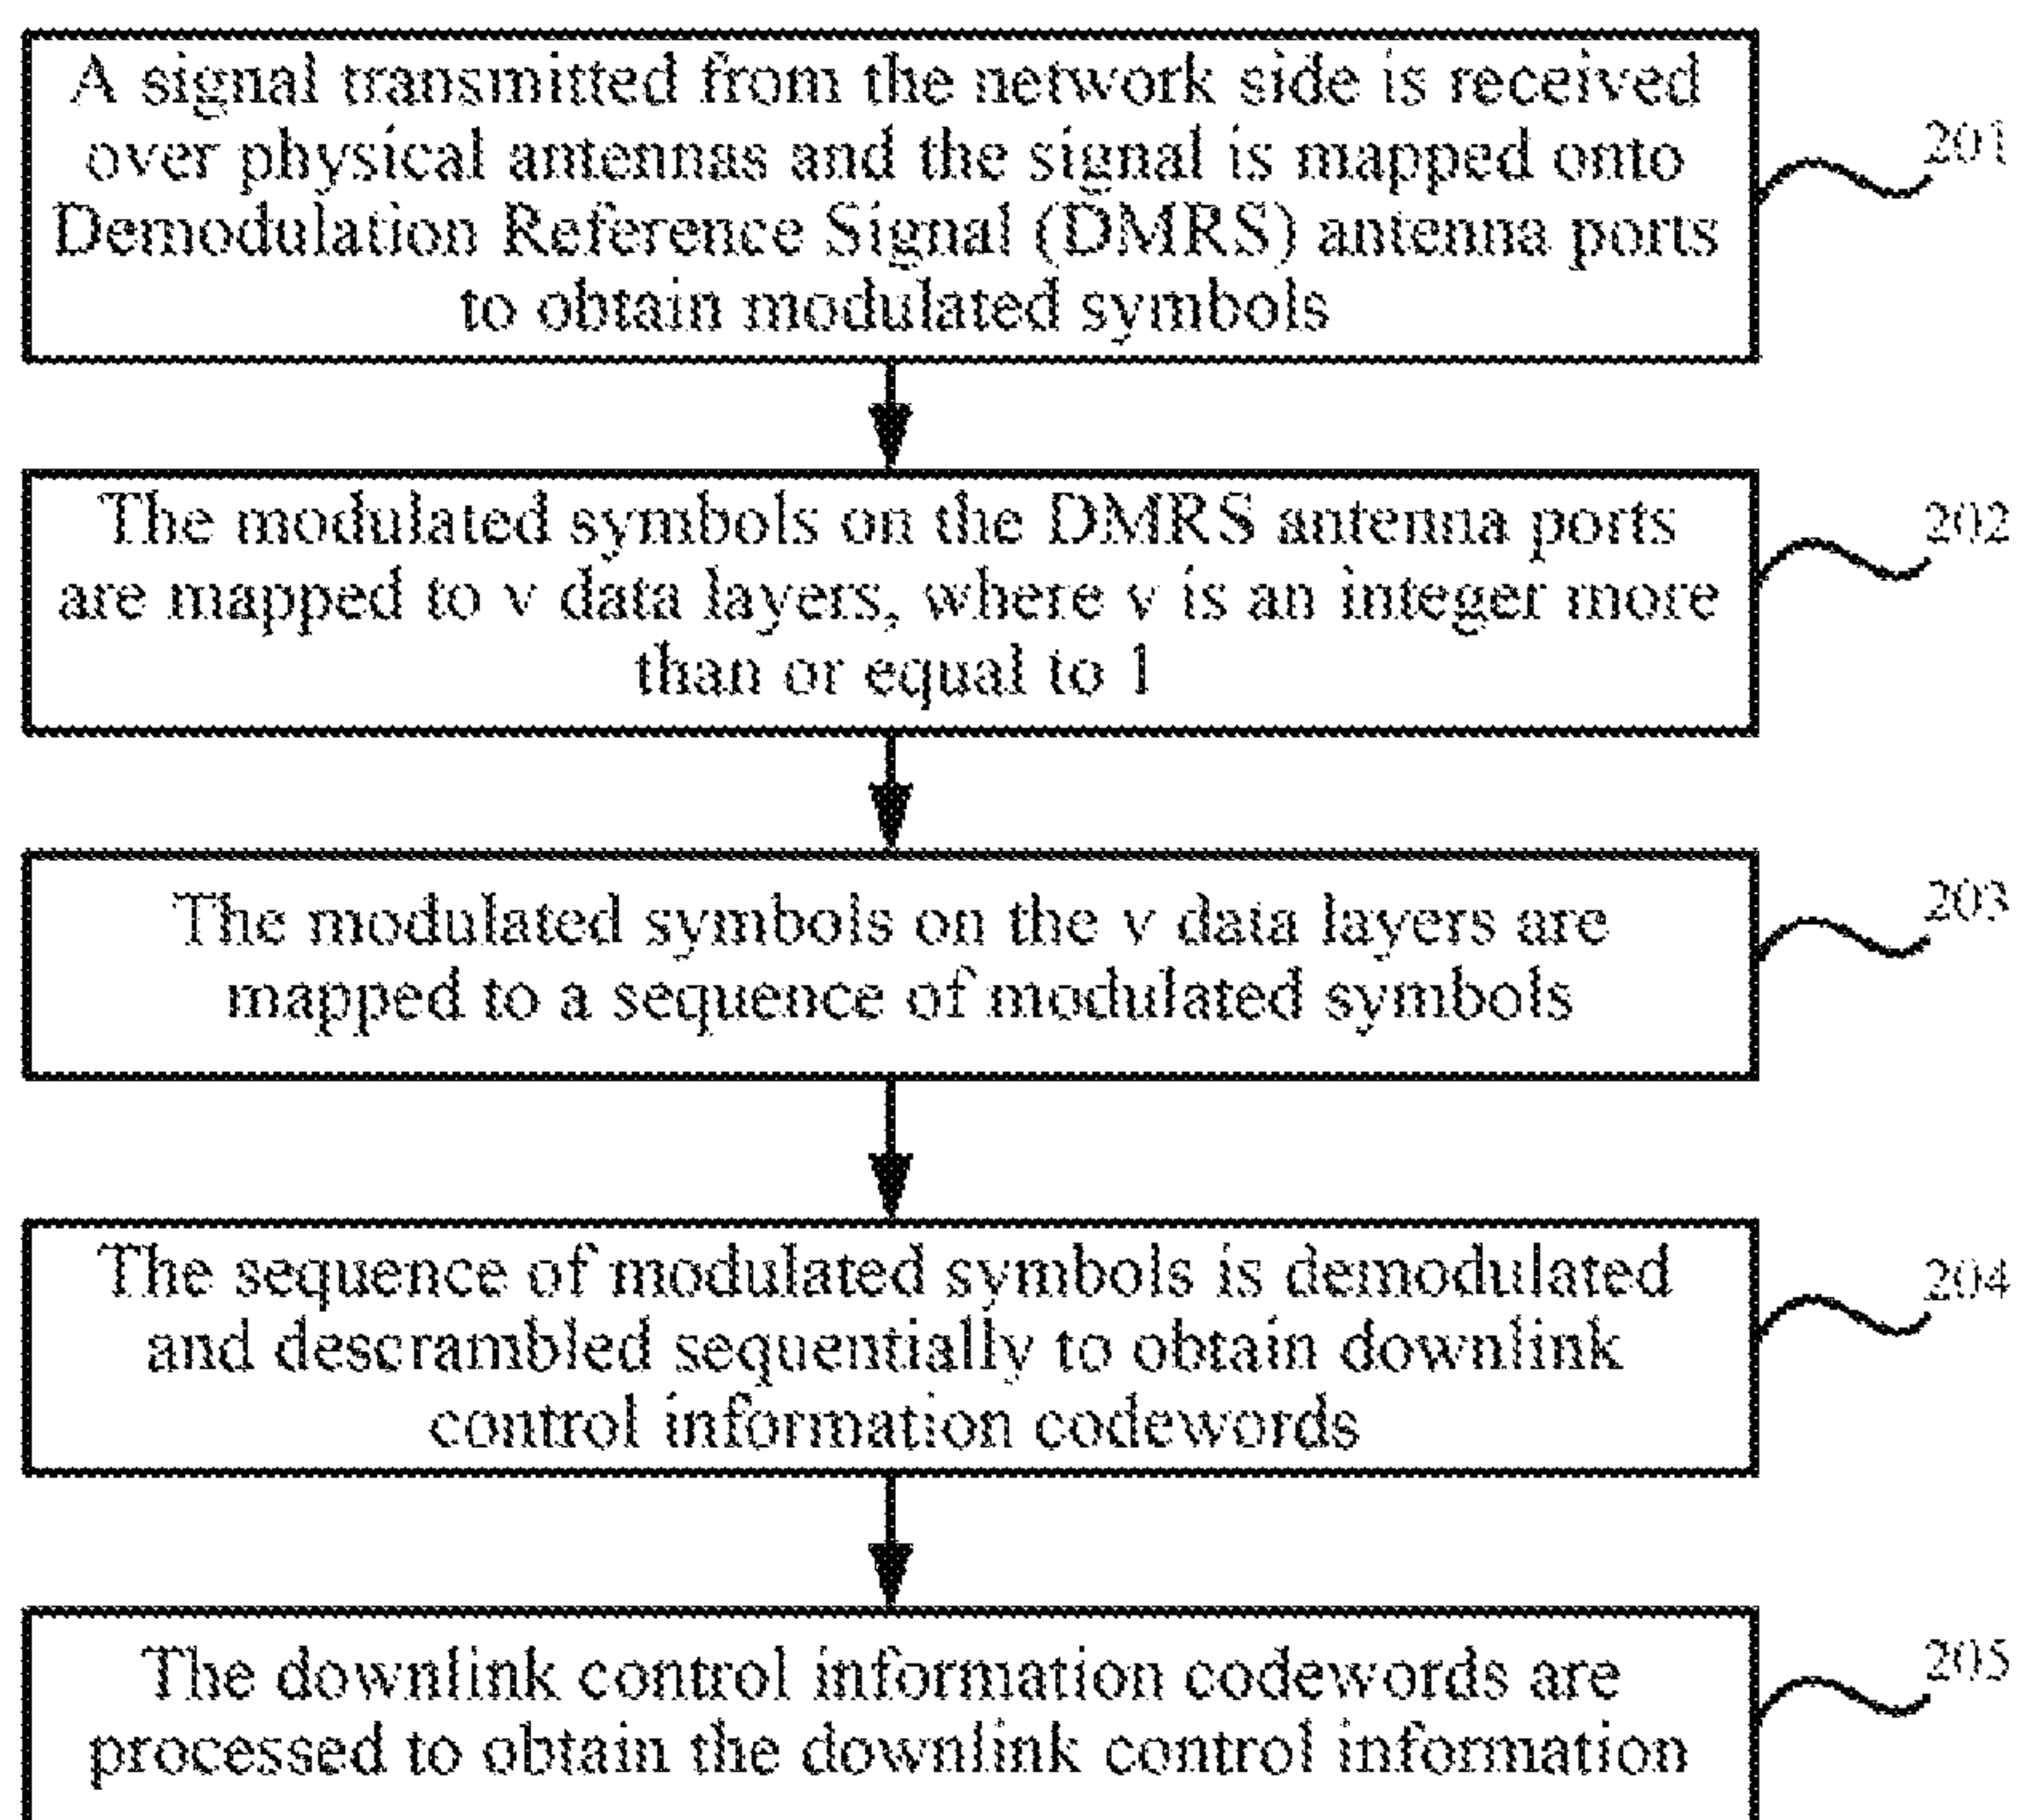 A signal transmitted from the network side is received
over physical antennas and the signal is mapped onto
Demodulation Reference Signal (DMRS) antenna ports
to obtain modulated symbols
201
The modulated symbols on the DMRS antenna ports
are mapped to v data layers, where v is an integer more
than or equal to 1
202
The modulated symbols on the v data layers are
mapped to a sequence of modulated symbols
203
The sequence of modulated symbols is demodulated
and descrambled sequentially to obtain downlink
control information codewords
204
The downlink control information codewords are
processed to obtain the downlink control information
205